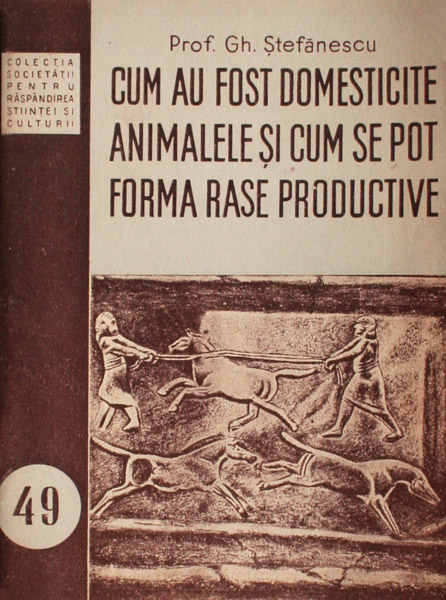 Prof. Gh. Ștefănescu
COLECȚIA
SOCIETĂȚII
PENTRU
RĂSPÂNDIREA
ȘTIINȚEI ȘI
CULTURII
CUM AU FOST DOMESTICITE
ANIMALELE ȘI CUM SE POT
FORMA RASE PRODUCTIVE
49